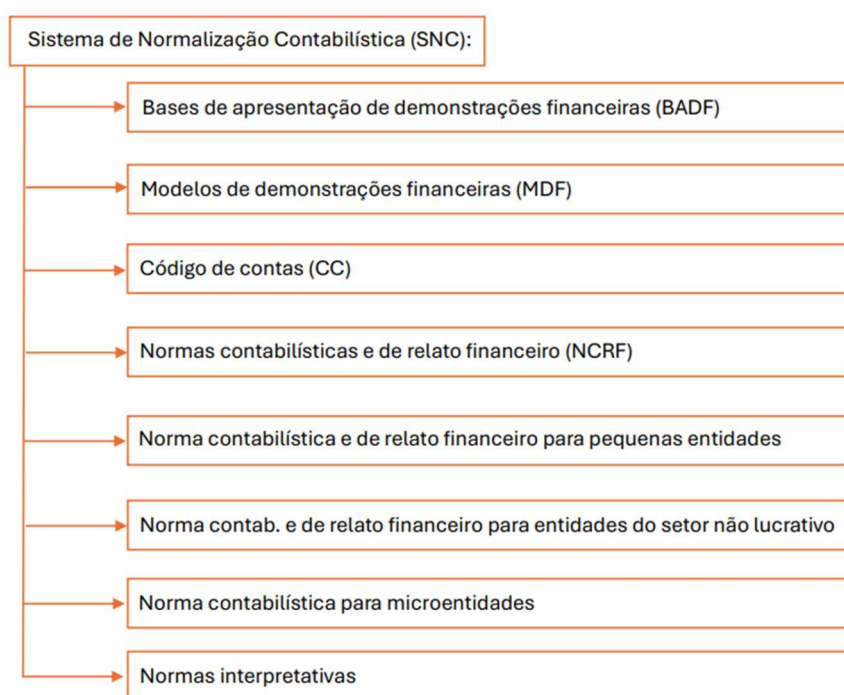 Sistema de Normalização Contabilística (SNC):
Bases de apresentação de demonstrações financeiras (BADF)
Modelos de demonstrações financeiras (MDF)
Código de contas (CC)
Normas contabilísticas e de relato financeiro (NCRF)
Norma contabilística e de relato financeiro para pequenas entidades
Norma contab. e de relato financeiro para entidades do setor não lucrativo
Norma contabilística para microentidades
Normas interpretativas